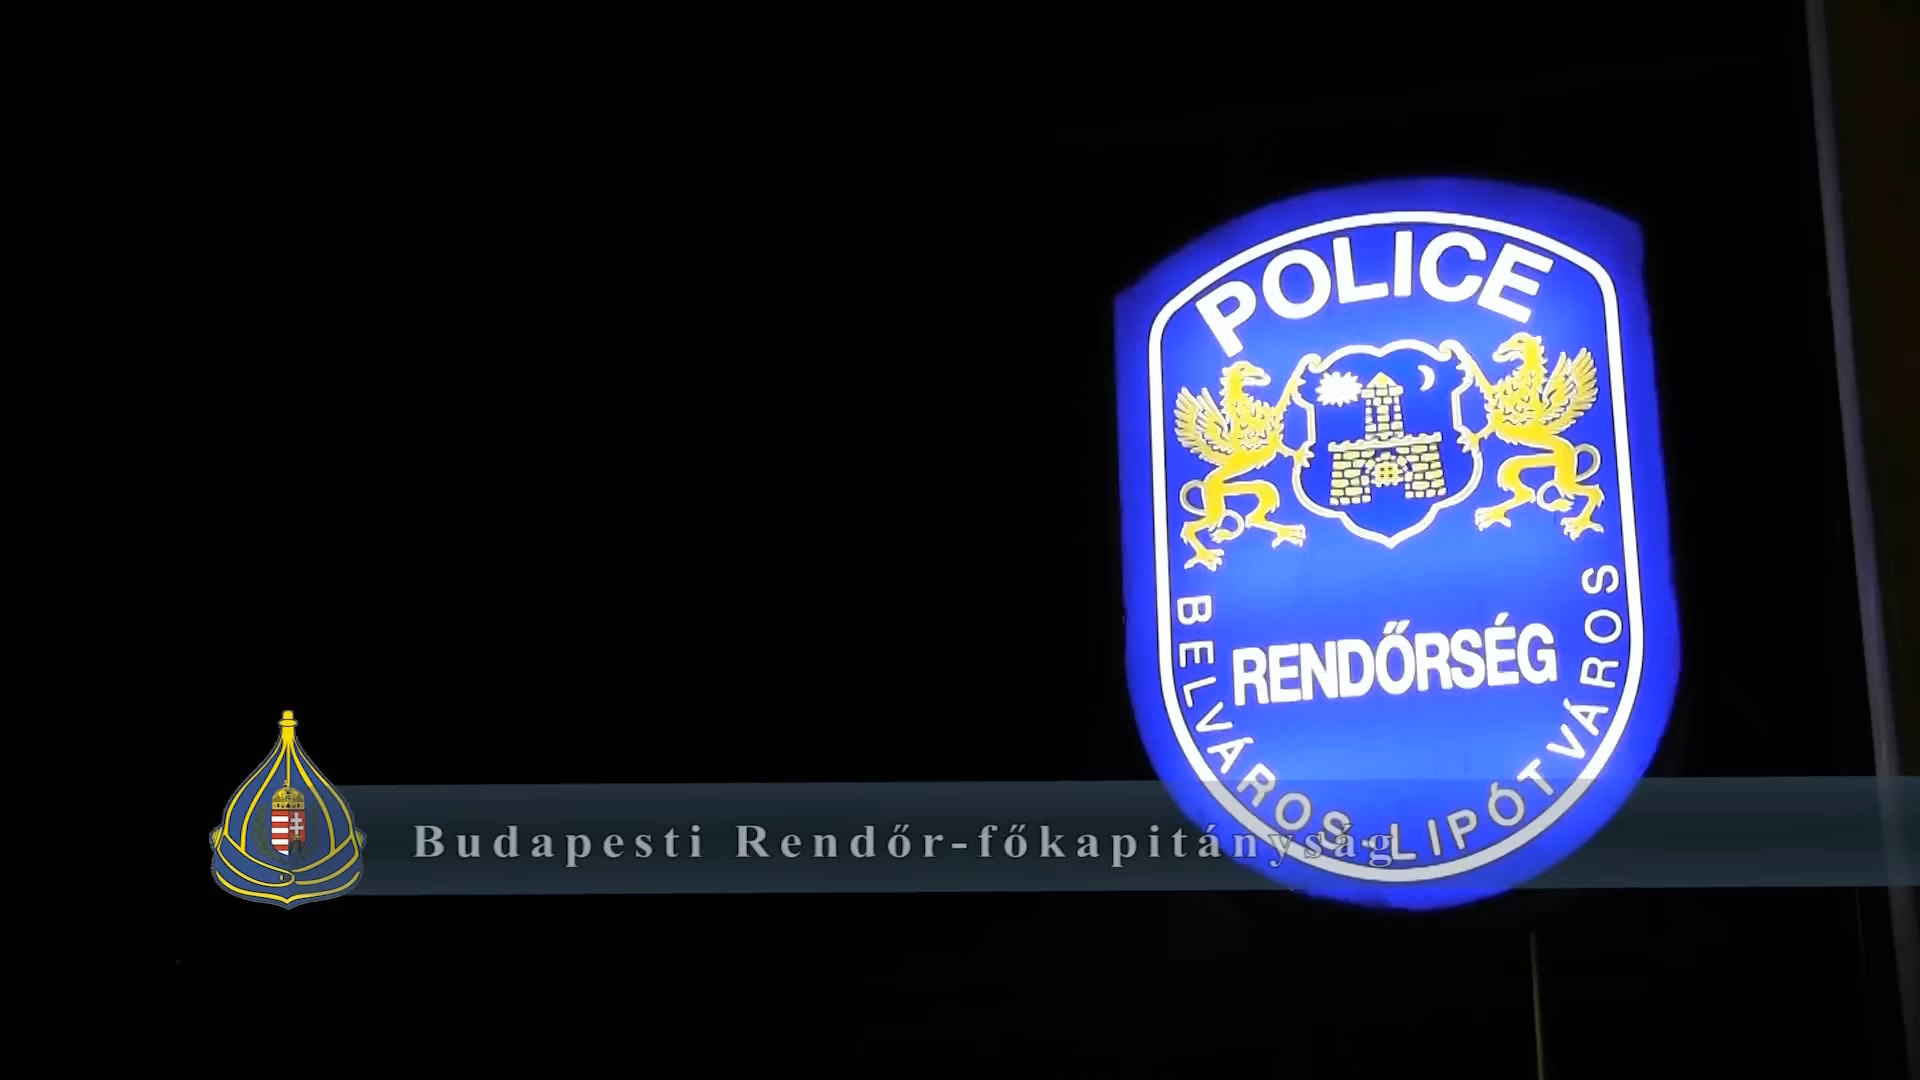 POLICE
RENDŐRSÉG
BELVÁROS-LIPÓTVÁROS
Budapesti Rendőr-főkapitányság